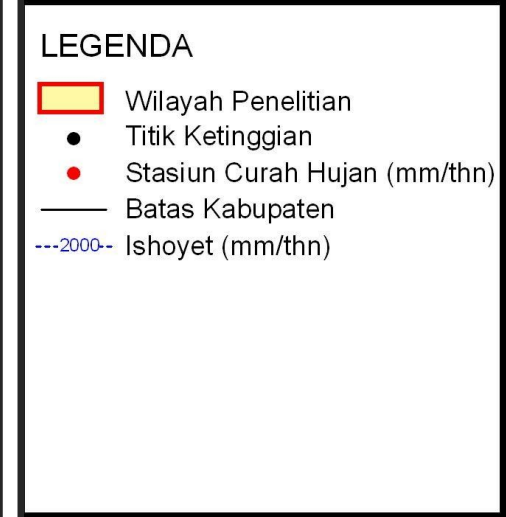 LEGENDA
Wilayah Penelitian
Titik Ketinggian
Stasiun Curah Hujan (mm/thn)
Batas Kabupaten
---2000-- Ishoyet (mm/thn)